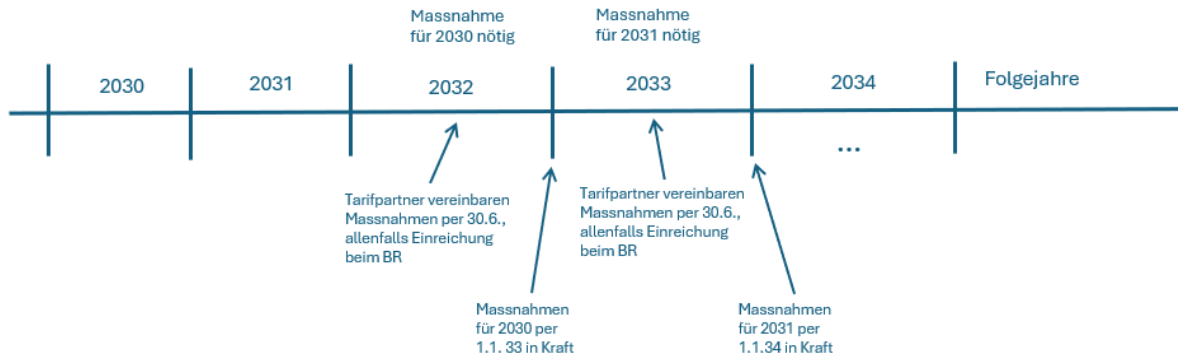 Massnahme
für 2030 nötig
Massnahme
für 2031 nötig
2030
2031
2032
2033
2034
Folgejahre
...
Tarifpartner vereinbaren
Massnahmen per 30.6.,
allenfalls Einreichung
beim BR
Tarifpartner vereinbaren
Massnahmen per 30.6.,
allenfalls Einreichung
beim BR
Massnahmen
für 2030 per
1.1. 33 in Kraft
Massnahmen
für 2031 per
1.1.34 in Kraft